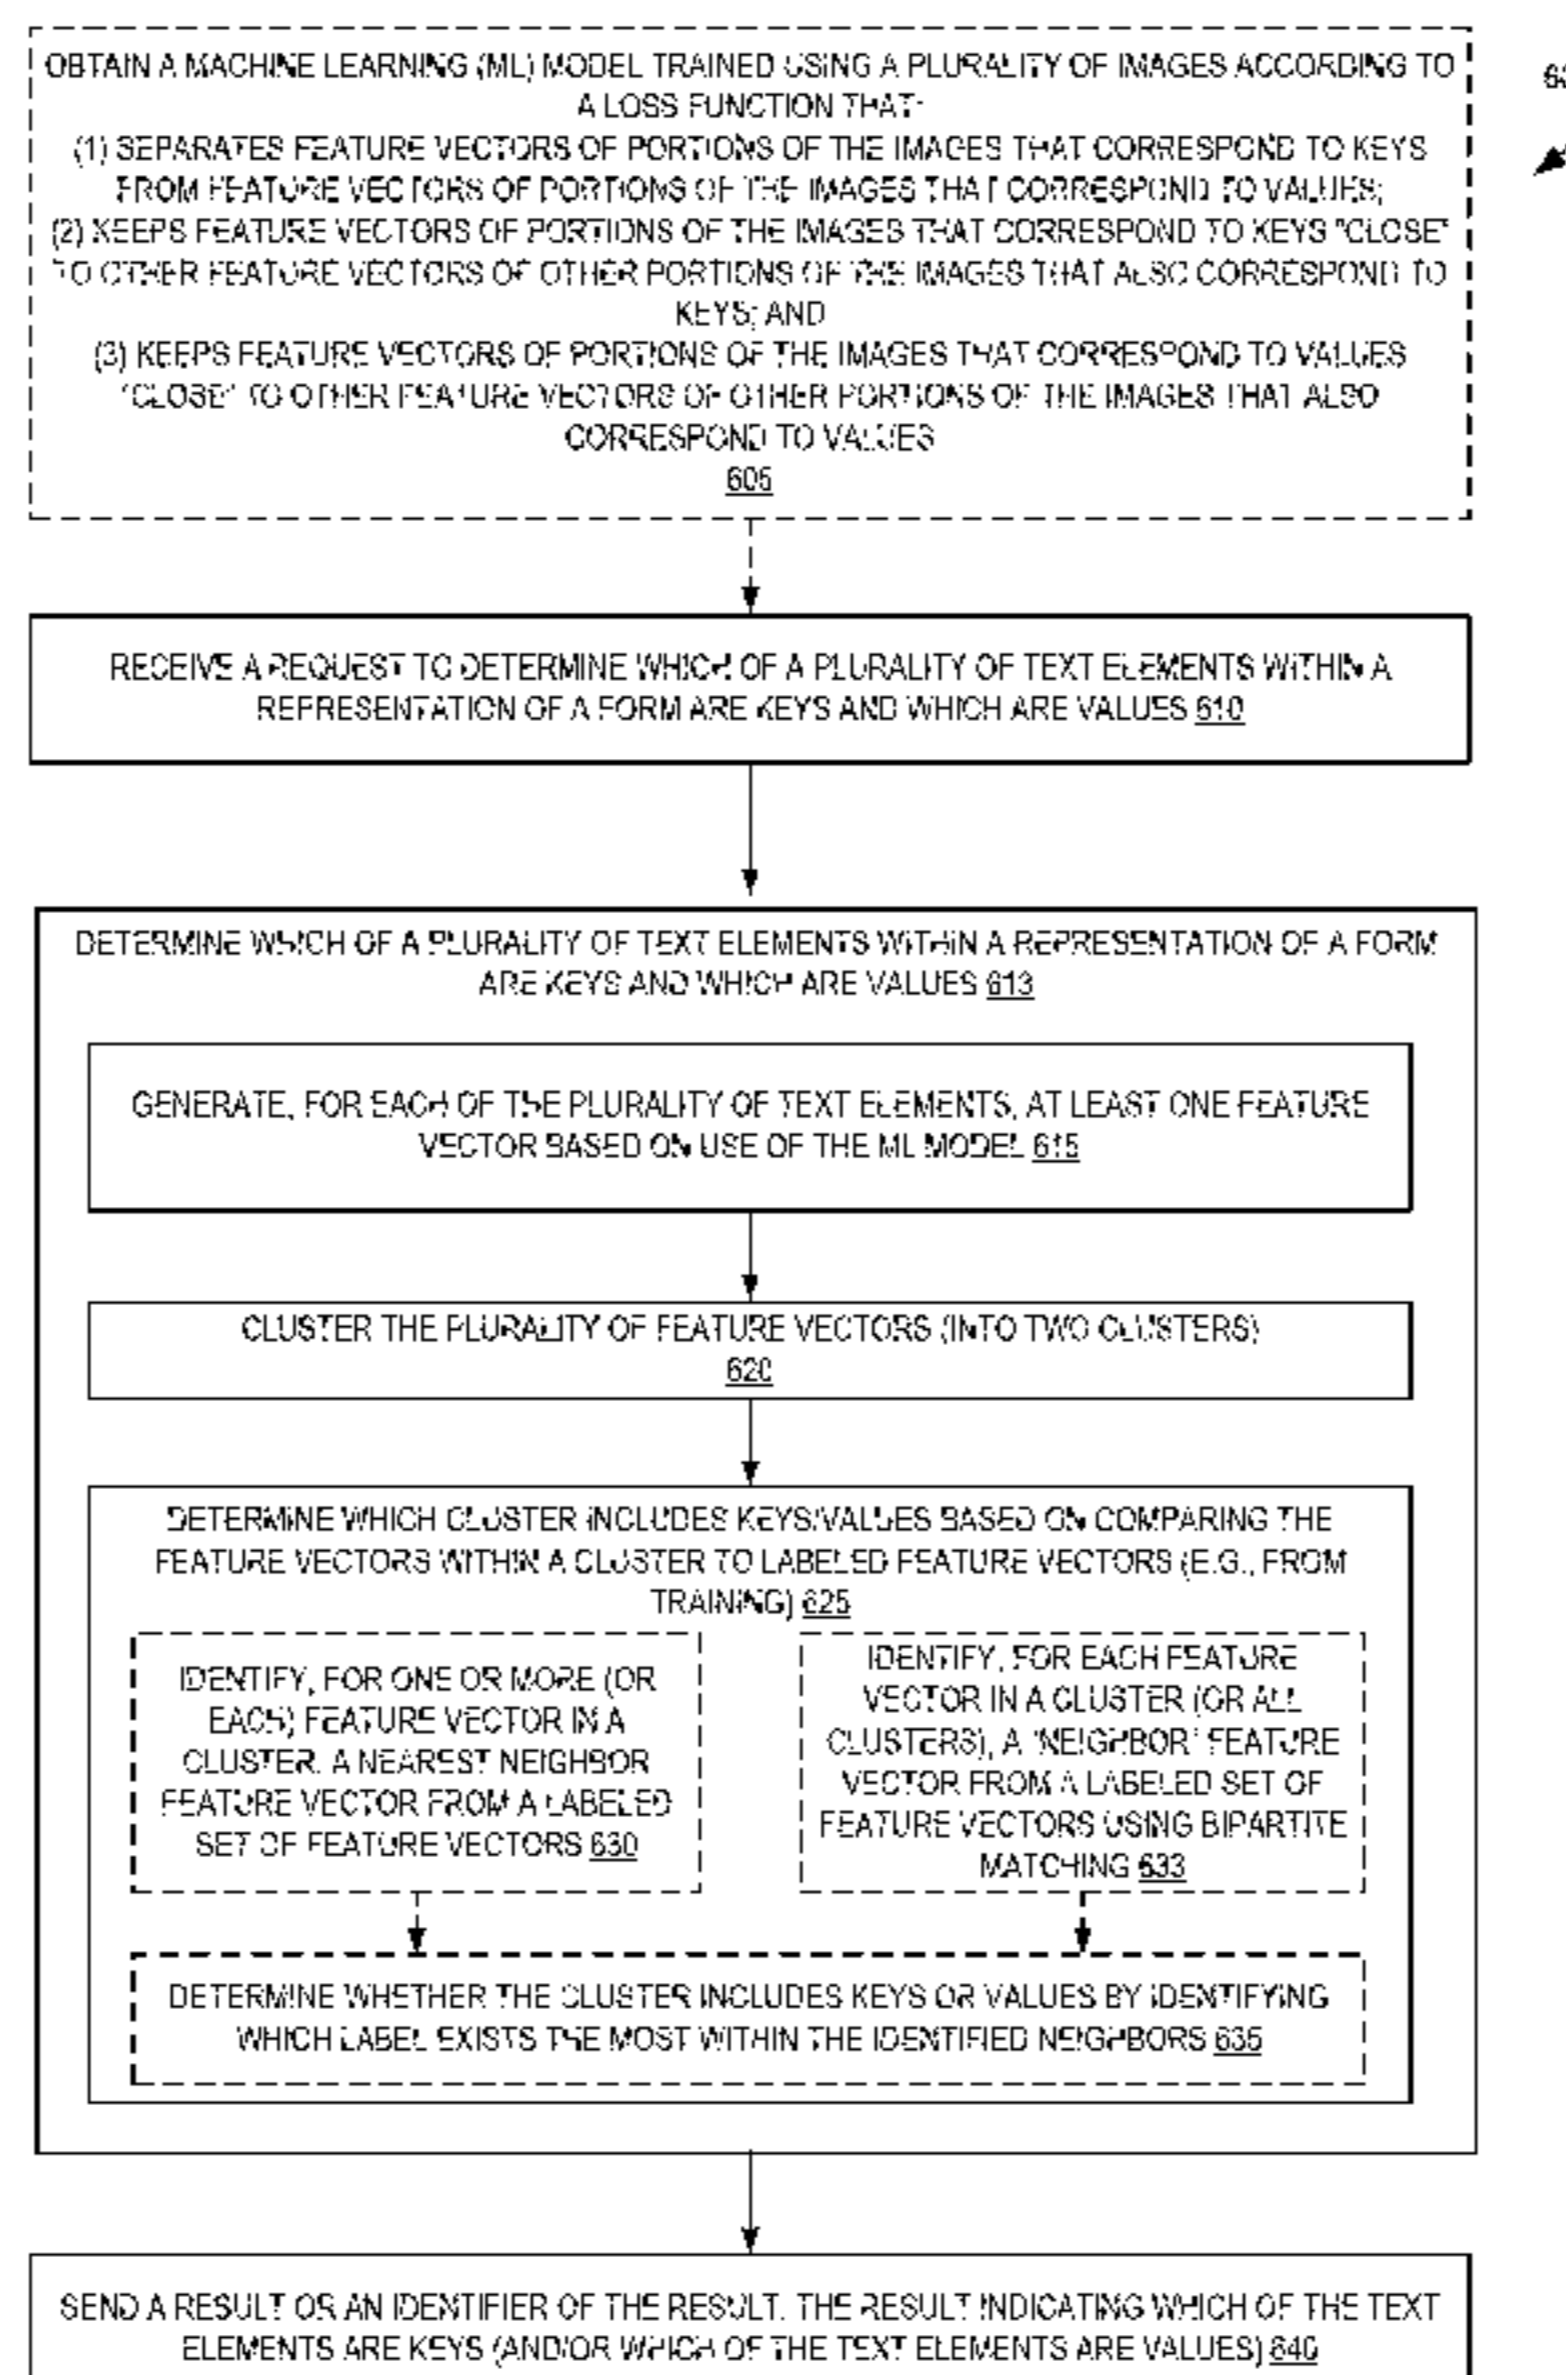 OBTAIN A MACHINE LEARNING (ML) MODEL TRAINED USING A PLURALITY OF IMAGES ACCORDING TO
A LOSS FUNCTION THAT:
(1) SEPARATES FEATURE VECTORS OF PORTIONS OF THE IMAGES THAT CORRESPOND TO KEYS
FROM FEATURE VECTORS OF PORTIONS OF THE IMAGES THAT CORRESPOND TO VALUES;
(2) KEEPS FEATURE VECTORS OF PORTIONS OF THE IMAGES THAT CORRESPOND TO KEYS "CLOSE"
TO OTHER FEATURE VECTORS OF OTHER PORTIONS OF THE IMAGES THAT ALSO CORRESPOND TO
KEYS; AND
(3) KEEPS FEATURE VECTORS OF PORTIONS OF THE IMAGES THAT CORRESPOND TO VALUES
"CLOSE" TO OTHER FEATURE VECTORS OF OTHER PORTIONS OF THE IMAGES THAT ALSO
CORRESPOND TO VALUES
605
RECEIVE A REQUEST TO DETERMINE WHICH OF A PLURALITY OF TEXT ELEMENTS WITHIN A
REPRESENTATION OF A FORM ARE KEYS AND WHICH ARE VALUES 610
DETERMINE WHICH OF A PLURALITY OF TEXT ELEMENTS WITHIN A REPRESENTATION OF A FORM
ARE KEYS AND WHICH ARE VALUES 613
GENERATE, FOR EACH OF THE PLURALITY OF TEXT ELEMENTS, AT LEAST ONE FEATURE
VECTOR BASED ON USE OF THE ML MODEL 615
CLUSTER THE PLURALITY OF FEATURE VECTORS (INTO TWO CLUSTERS)
620
DETERMINE WHICH CLUSTER INCLUDES KEYS/VALUES BASED ON COMPARING THE
FEATURE VECTORS WITHIN A CLUSTER TO LABELED FEATURE VECTORS (E.G., FROM
TRAINING) 625
IDENTIFY, FOR ONE OR MORE (OR
EACH) FEATURE VECTOR IN A
CLUSTER, A NEAREST NEIGHBOR
FEATURE VECTOR FROM A LABELED
SET OF FEATURE VECTORS 630
IDENTIFY, FOR EACH FEATURE
VECTOR IN A CLUSTER (OR ALL
CLUSTERS), A "NEIGHBOR" FEATURE
VECTOR FROM A LABELED SET OF
FEATURE VECTORS USING BIPARTITE
MATCHING 633
DETERMINE WHETHER THE CLUSTER INCLUDES KEYS OR VALUES BY IDENTIFYING
WHICH LABEL EXISTS THE MOST WITHIN THE IDENTIFIED NEIGHBORS 635
SEND A RESULT OR AN IDENTIFIER OF THE RESULT, THE RESULT INDICATING WHICH OF THE TEXT
ELEMENTS ARE KEYS (AND/OR WHICH OF THE TEXT ELEMENTS ARE VALUES) 640